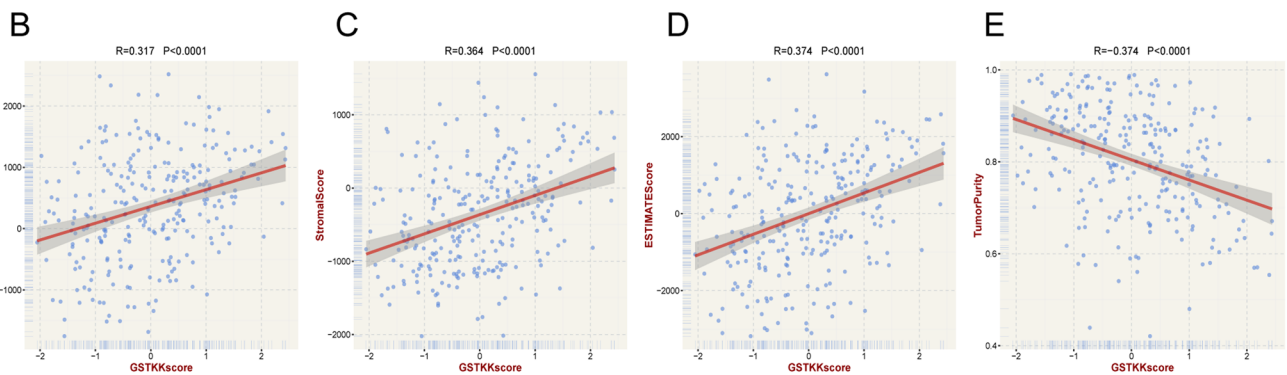 B
R=0.317 P<0.0001
2000
1000
0
−1000
−2 −1 0 1 2
GSTKKscore
C
R=0.364 P<0.0001
StromalScore
1000
0
−1000
−2000
−2 −1 0 1 2
GSTKKscore
D
R=0.374 P<0.0001
ESTIMATEScore
2000
0
−2000
−2 −1 0 1 2
GSTKKscore
E
R=−0.374 P<0.0001
TumorPurity
1.0
0.8
0.6
0.4
−2 −1 0 1 2
GSTKKscore